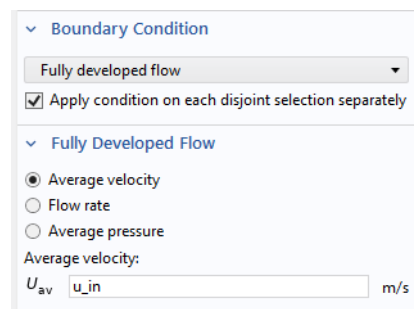 Boundary Condition
Fully developed flow
Apply condition on each disjoint selection separately
Fully Developed Flow
Average velocity
Flow rate
Average pressure
Average velocity:
Uav u_in m/s